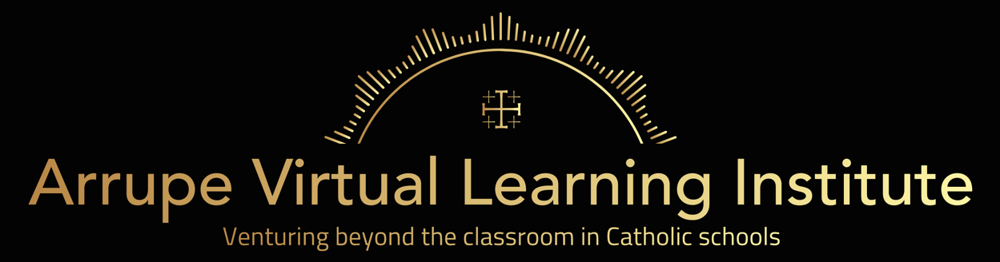 Arrupe Virtual Learning Institute
Venturing beyond the classroom in Catholic schools